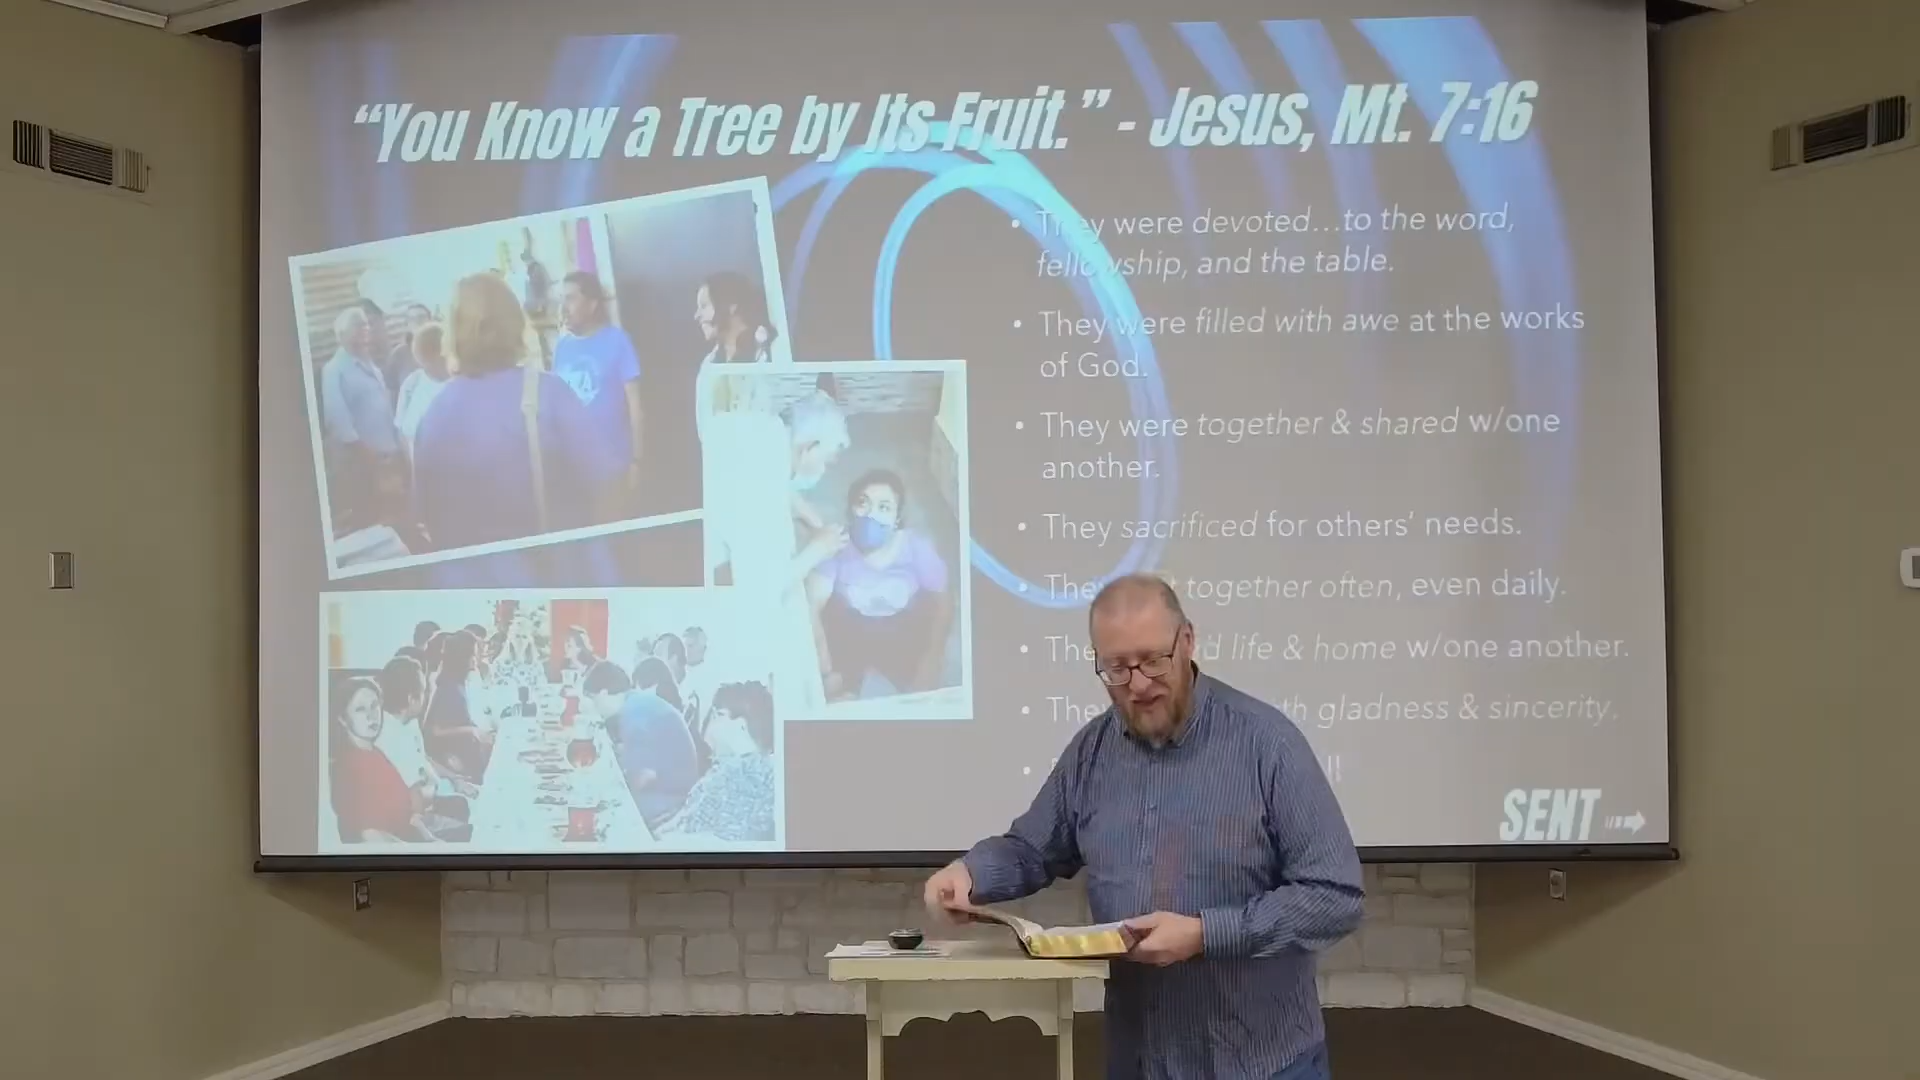 “You Know a Tree by Its Fruit.” - Jesus, Mt. 7:16
• They were devoted...to the word,
fellowship, and the table.
• They were filled with awe at the works
of God.
• They were together & shared w/one
another.
• They sacrificed for others’ needs.
• together often, even daily.
• life & home w/one another.
• gladness & sincerity.
SENT